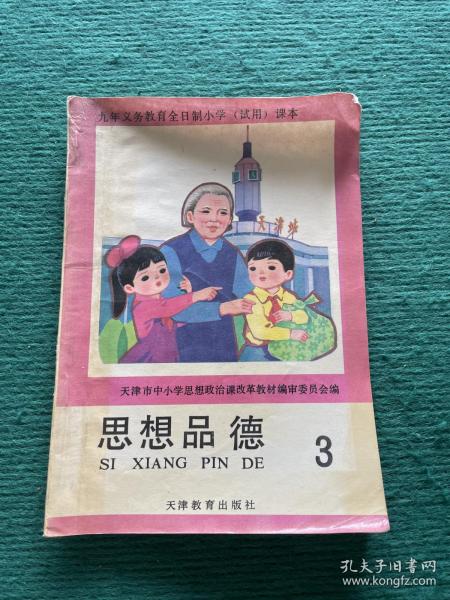 九年义务教育全日制小学（试用）课本
天津站
天津市中小学思想政治课改革教材编审委员会编
思想品德
SI XIANG PIN DE
3
天津教育出版社
孔夫子旧书网
www.kongfz.com